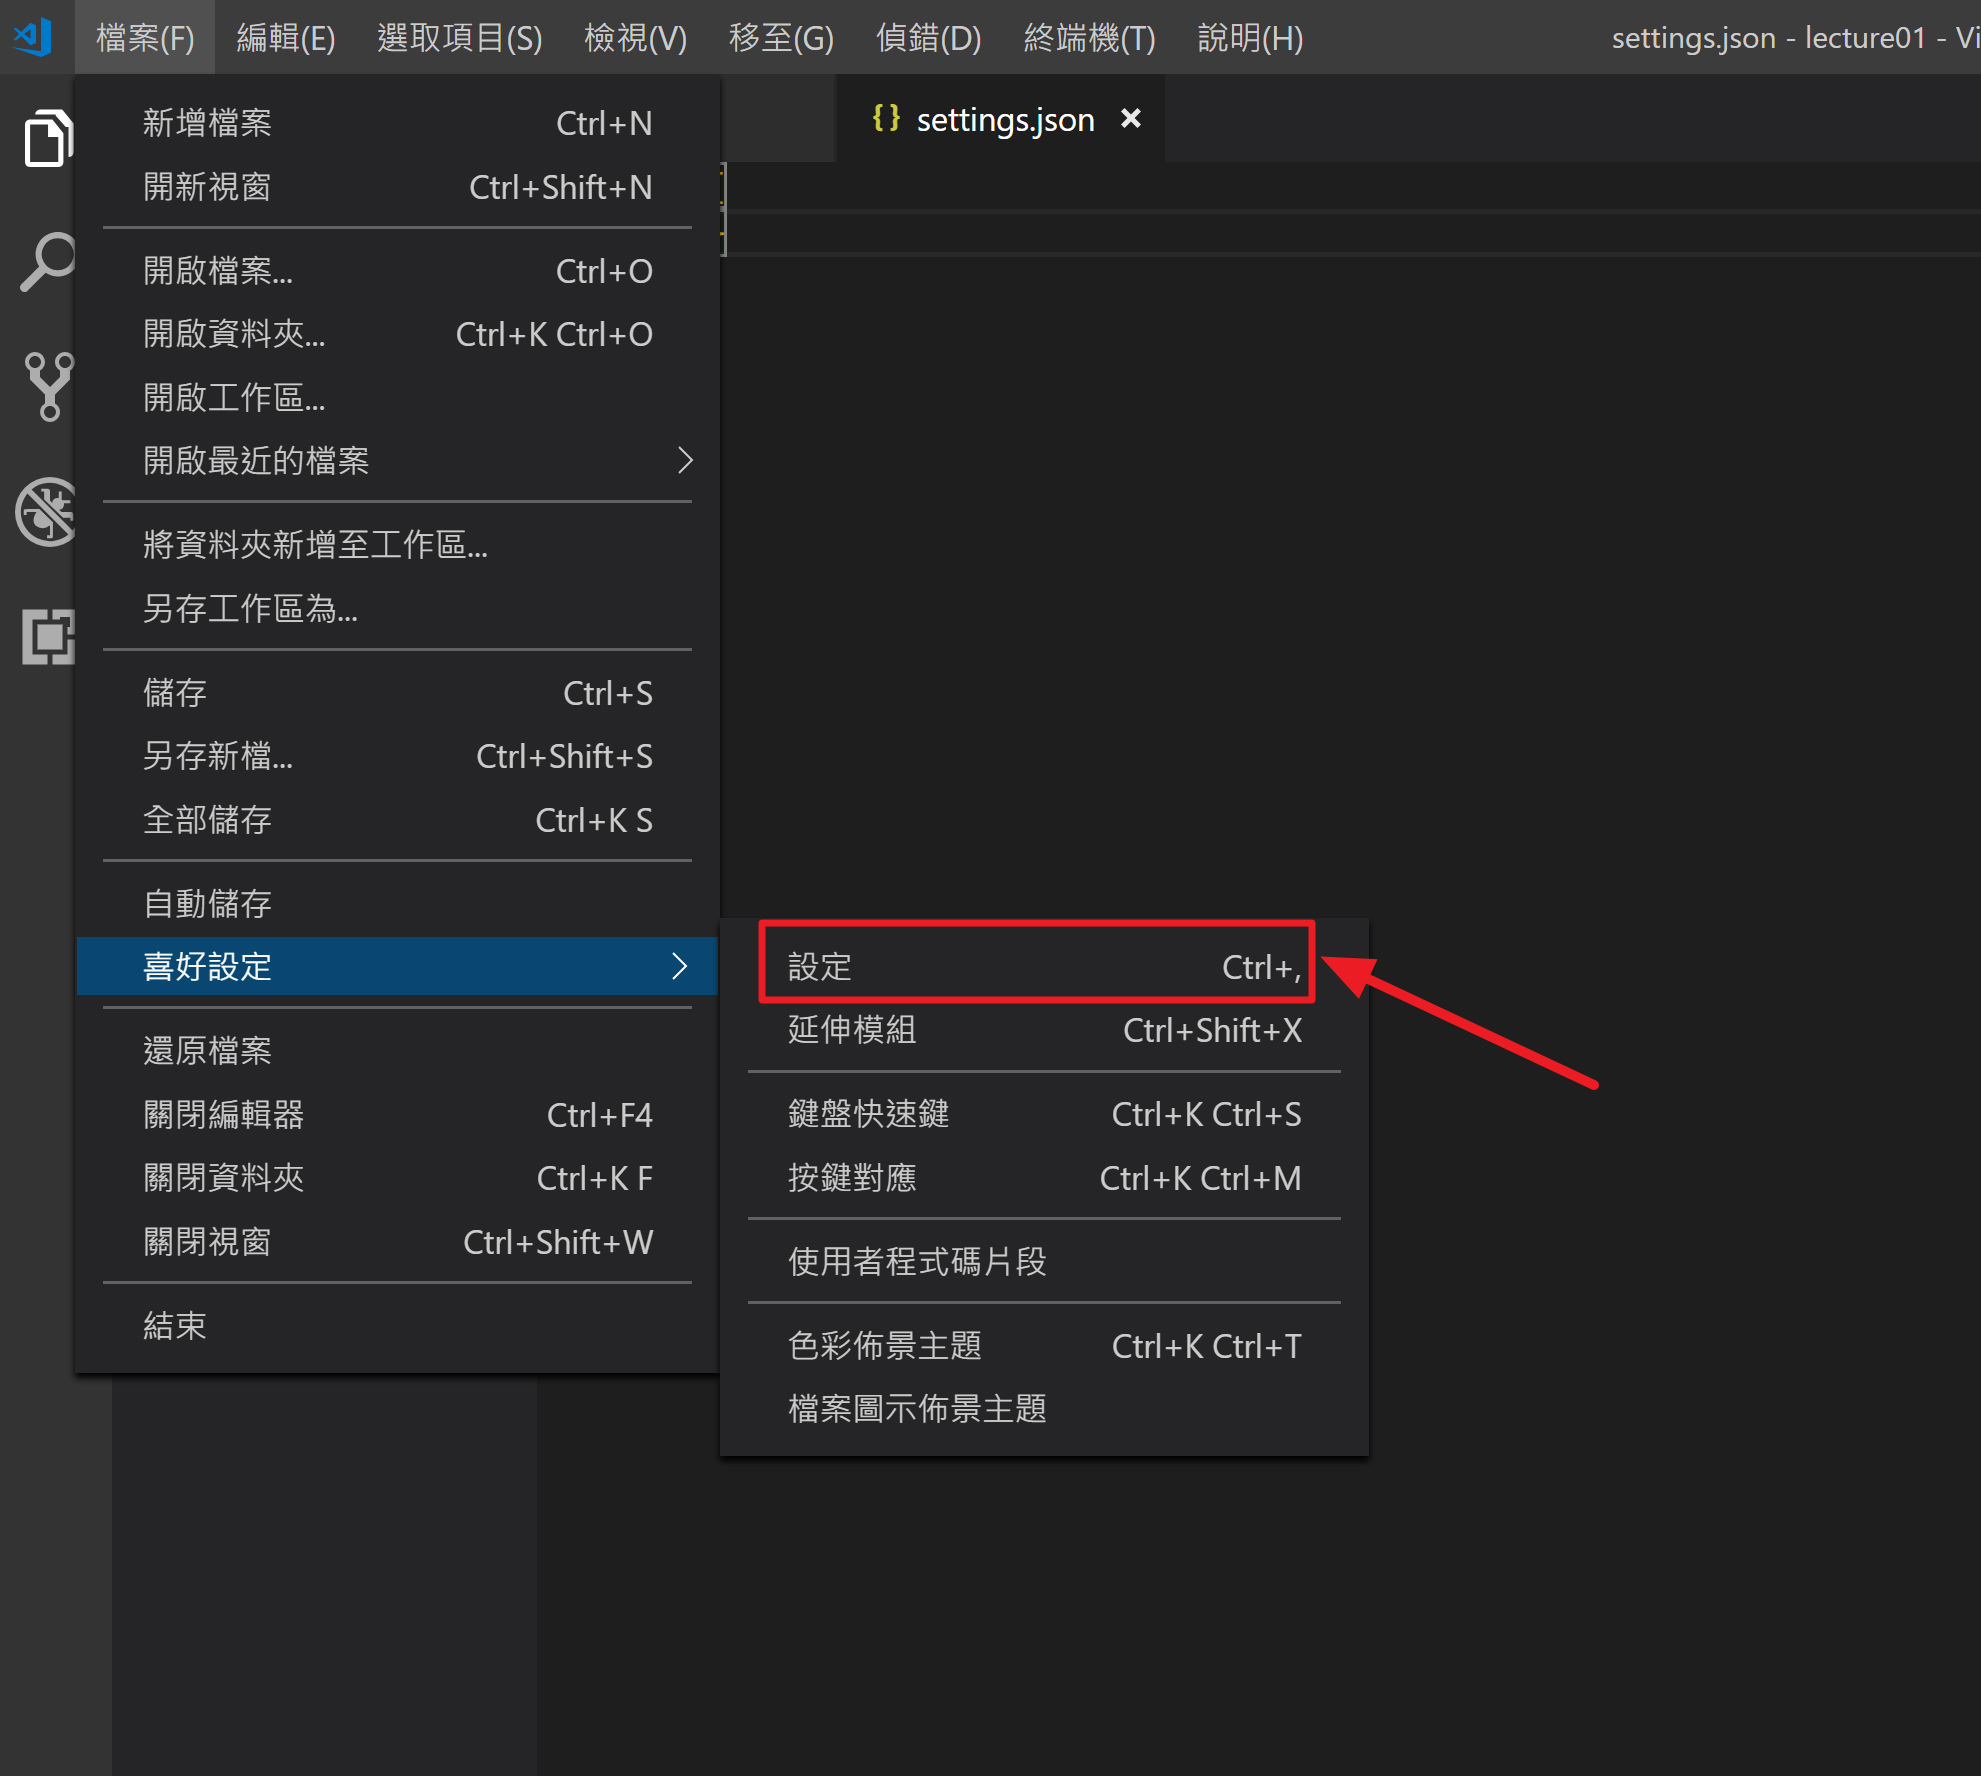 檔案(F) 編輯(E) 選取項目(S) 檢視(V) 移至(G) 偵錯(D) 終端機(T) 說明(H) settings.json - lecture01 - Vi
{} settings.json ×
新增檔案 Ctrl+N
開新視窗 Ctrl+Shift+N
開啟檔案... Ctrl+O
開啟資料夾... Ctrl+K Ctrl+O
開啟工作區...
開啟最近的檔案
將資料夾新增至工作區...
另存工作區為...
儲存 Ctrl+S
另存新檔... Ctrl+Shift+S
全部儲存 Ctrl+K S
自動儲存
喜好設定
還原檔案
關閉編輯器 Ctrl+F4
關閉資料夾 Ctrl+K F
關閉視窗 Ctrl+Shift+W
結束
設定 Ctrl+,
延伸模組 Ctrl+Shift+X
鍵盤快速鍵 Ctrl+K Ctrl+S
按鍵對應 Ctrl+K Ctrl+M
使用者程式碼片段
色彩佈景主題 Ctrl+K Ctrl+T
檔案圖示佈景主題